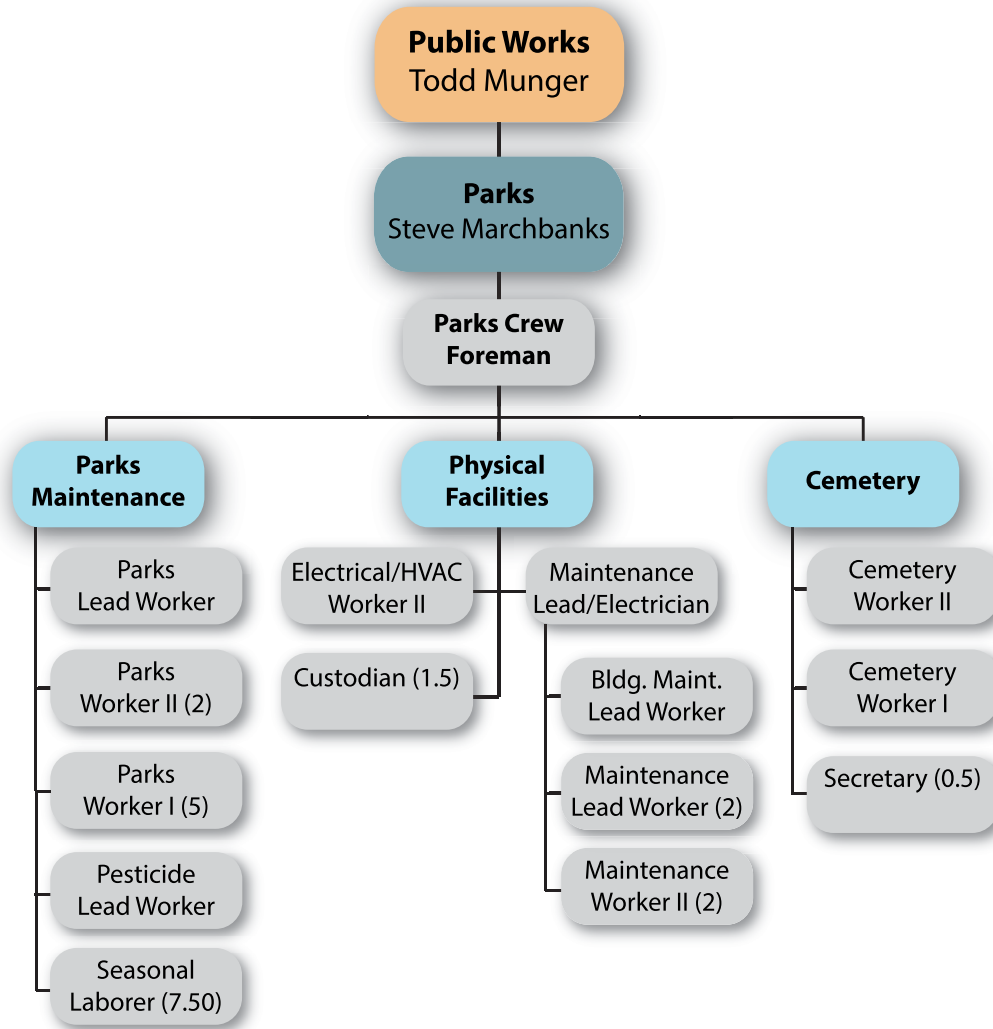 Public Works
Todd Munger
Parks
Steve Marchbanks
Parks Crew
Foreman
Parks
Maintenance
Parks
Lead Worker
Parks
Worker II (2)
Parks
Worker I (5)
Pesticide
Lead Worker
Seasonal
Laborer (7.50)
Physical
Facilities
Electrical/HVAC
Worker II
Custodian (1.5)
Maintenance
Lead/Electrician
Bldg. Maint.
Lead Worker
Maintenance
Lead Worker (2)
Maintenance
Worker II (2)
Cemetery
Cemetery
Worker II
Cemetery
Worker I
Secretary (0.5)